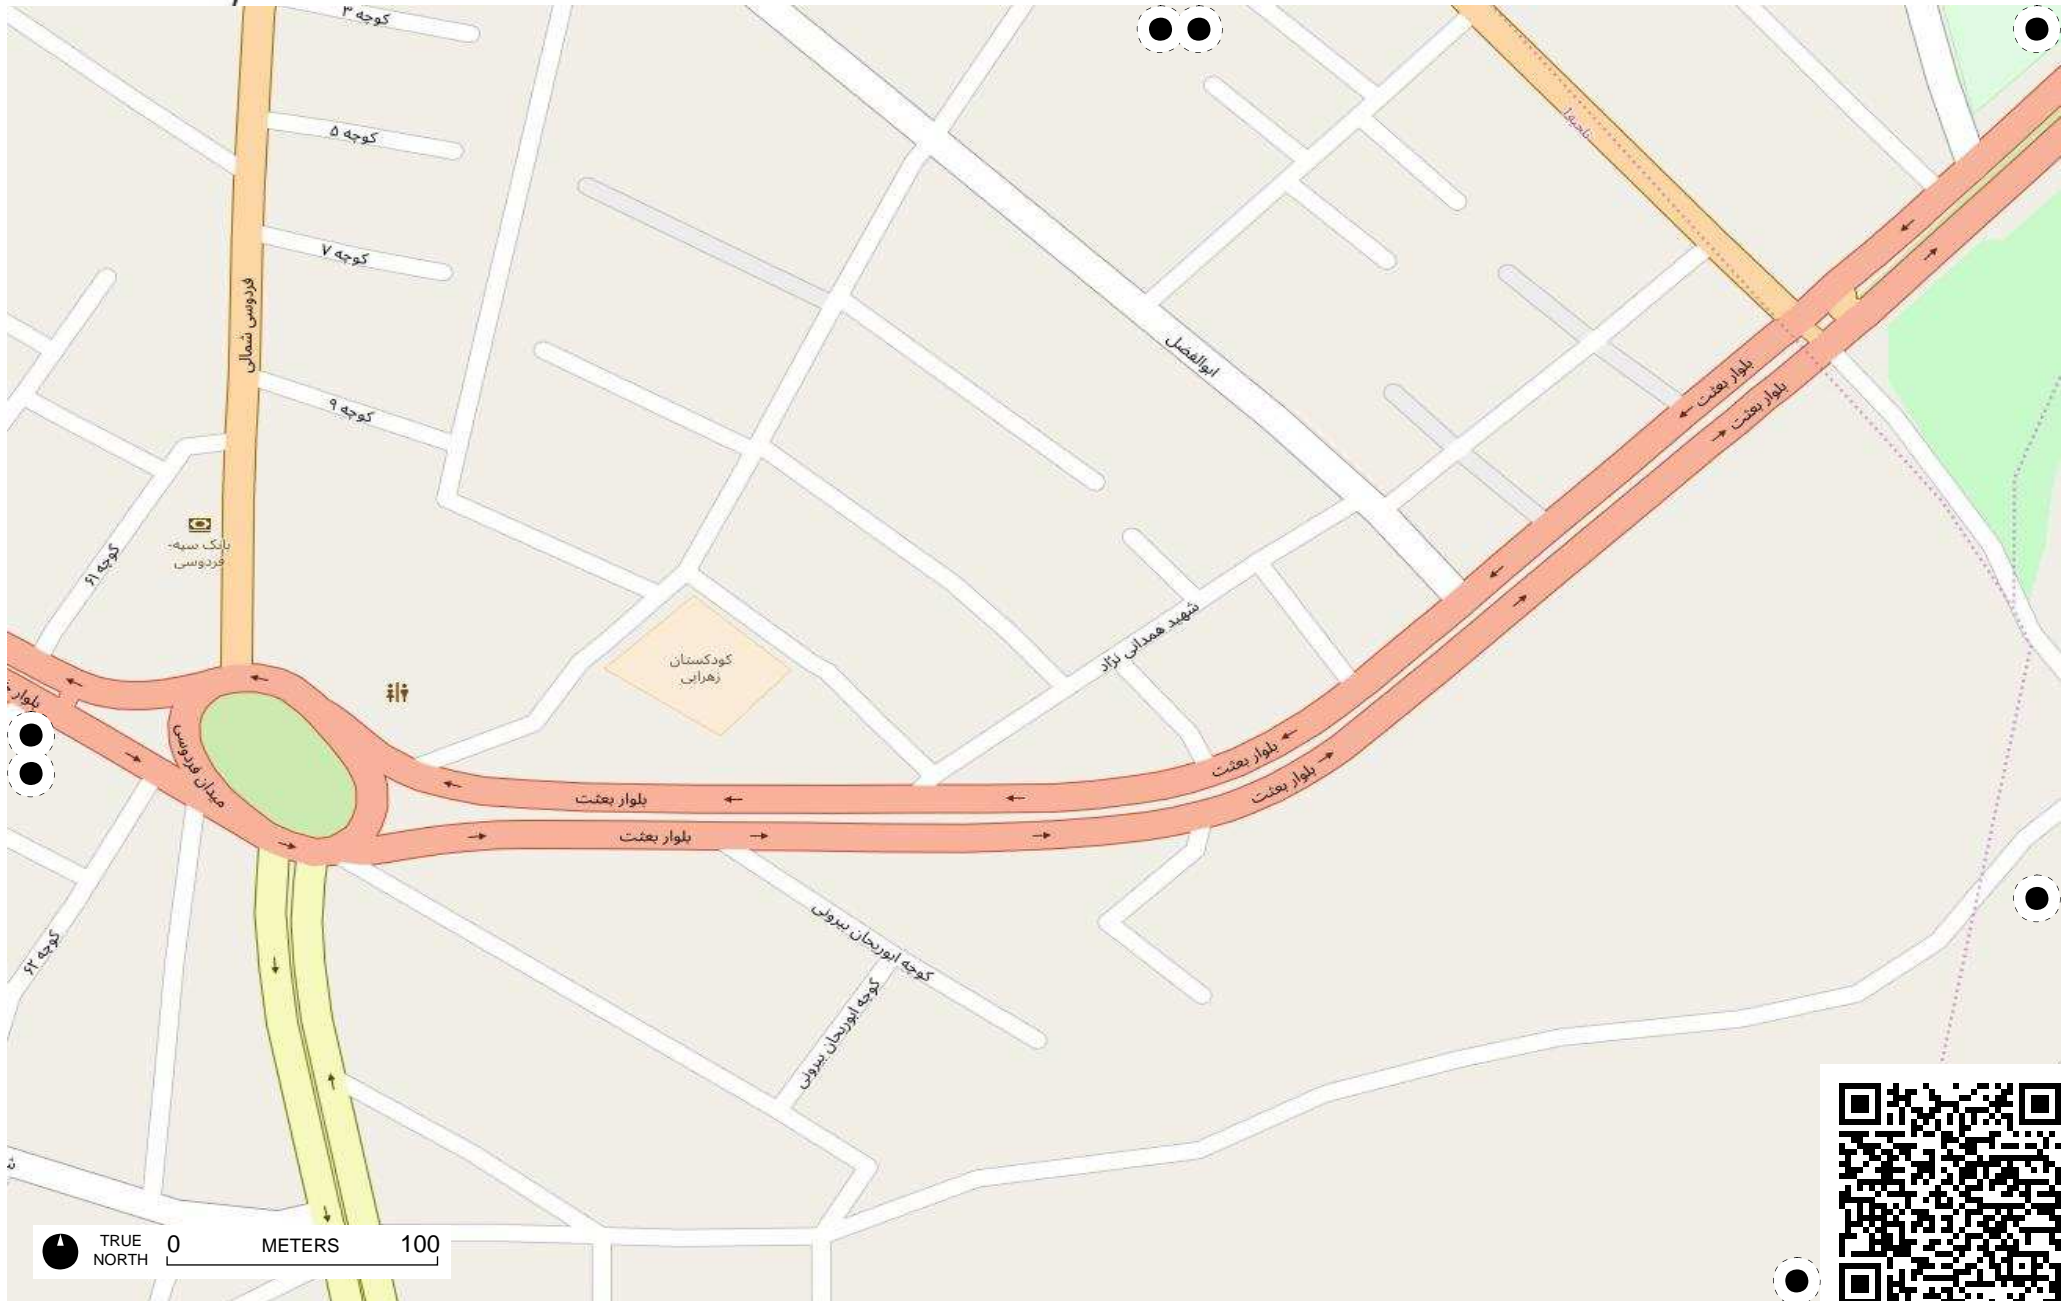 کوچه ۳
کوچه ۵
ناحیه۱
کوچه ۷
فردوسی شمالی
ابوالفضل
بلوار بعثت
بلوار بعثت
کوچه ۹
بانک سپه-
فردوسی
کوچه ۶۱
شهید همدانی نژاد
کودکستان
زهرایی
بلوار
میدان فردوسی
بلوار بعثت
بلوار بعثت
بلوار بعثت
بلوار بعثت
کوچه ابوریحان بیرونی
کوچه ۶۲
کوچه ابوریحان بیرونی
TRUE
NORTH
0 METERS 100